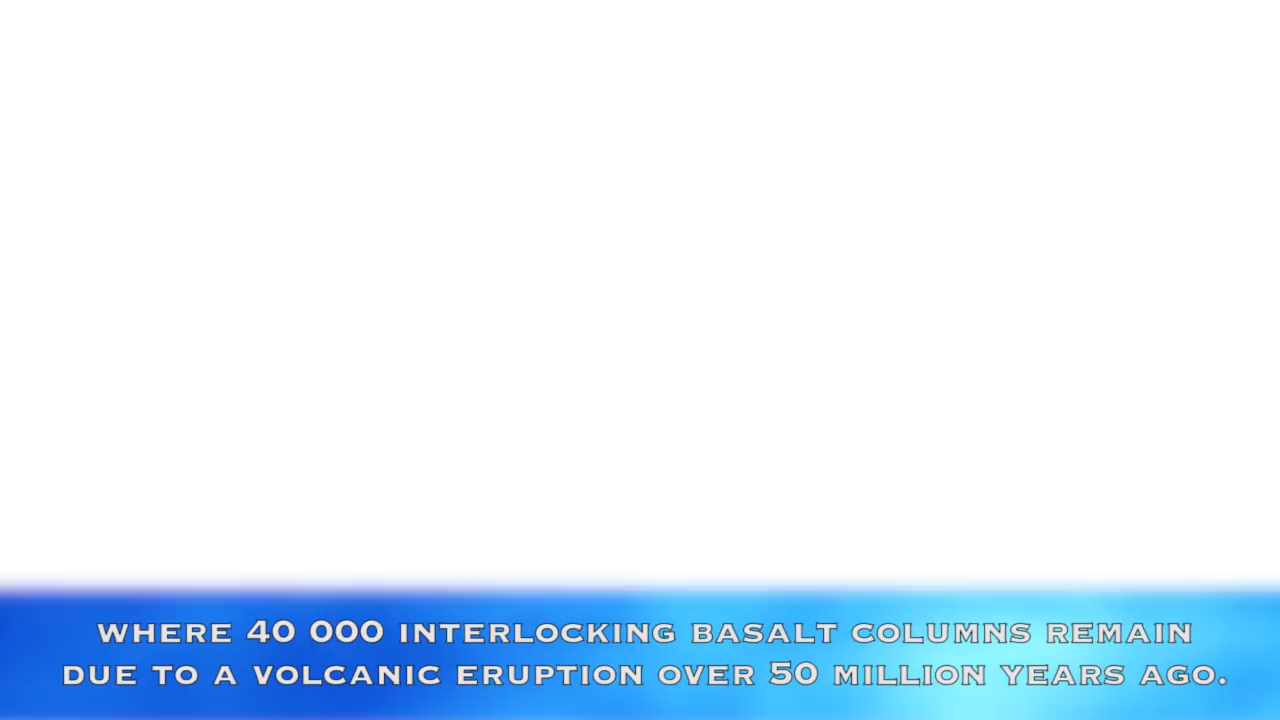 WHERE 40 000 INTERLOCKING BASALT COLUMNS REMAIN
DUE TO A VOLCANIC ERUPTION OVER 50 MILLION YEARS AGO.